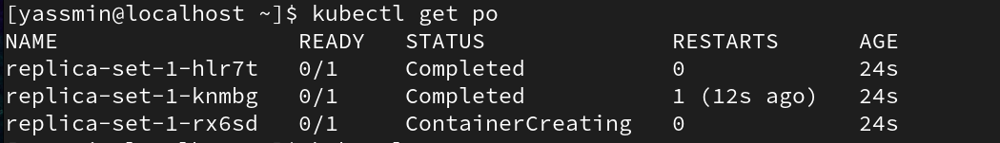 [yassmin@localhost ~]$ kubectl get po
NAME READY STATUS RESTARTS AGE
replica-set-1-hlr7t 0/1 Completed 0 24s
replica-set-1-knmbg 0/1 Completed 1 (12s ago) 24s
replica-set-1-rx6sd 0/1 ContainerCreating 0 24s